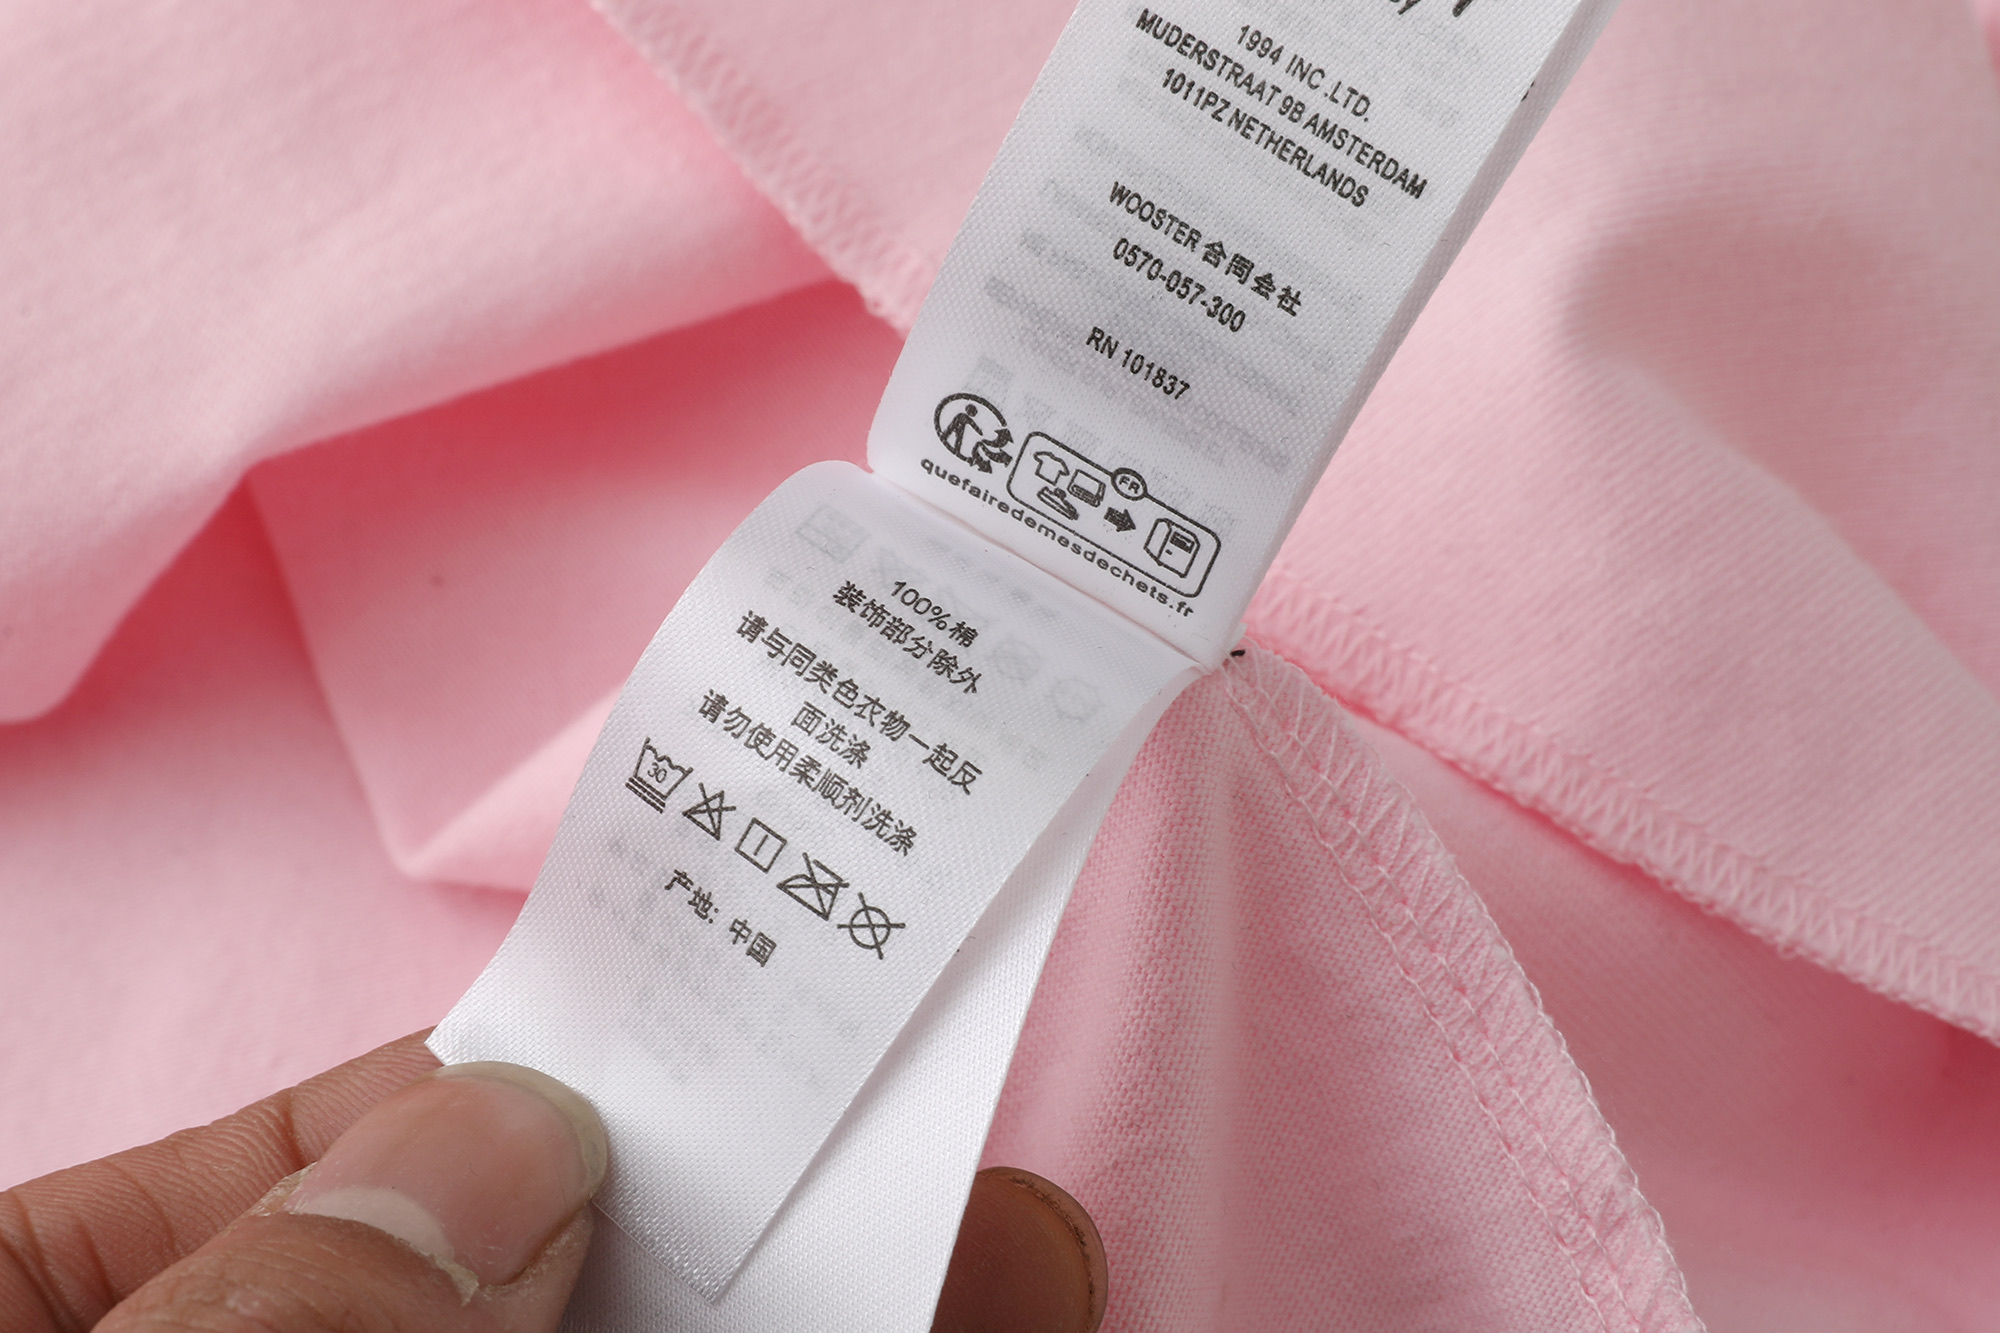 1994 INC .LTD.
MUDERSTRAAT 9B AMSTERDAM
1011PZ NETHERLANDS
WOOSTER 合同会社
0570-057-300
RN 101837
FR
quefairedemesdechets.fr
100%棉
装饰部分除外
请与同类色衣物一起反
面洗涤
请勿使用柔顺剂洗涤
30
产地: 中国